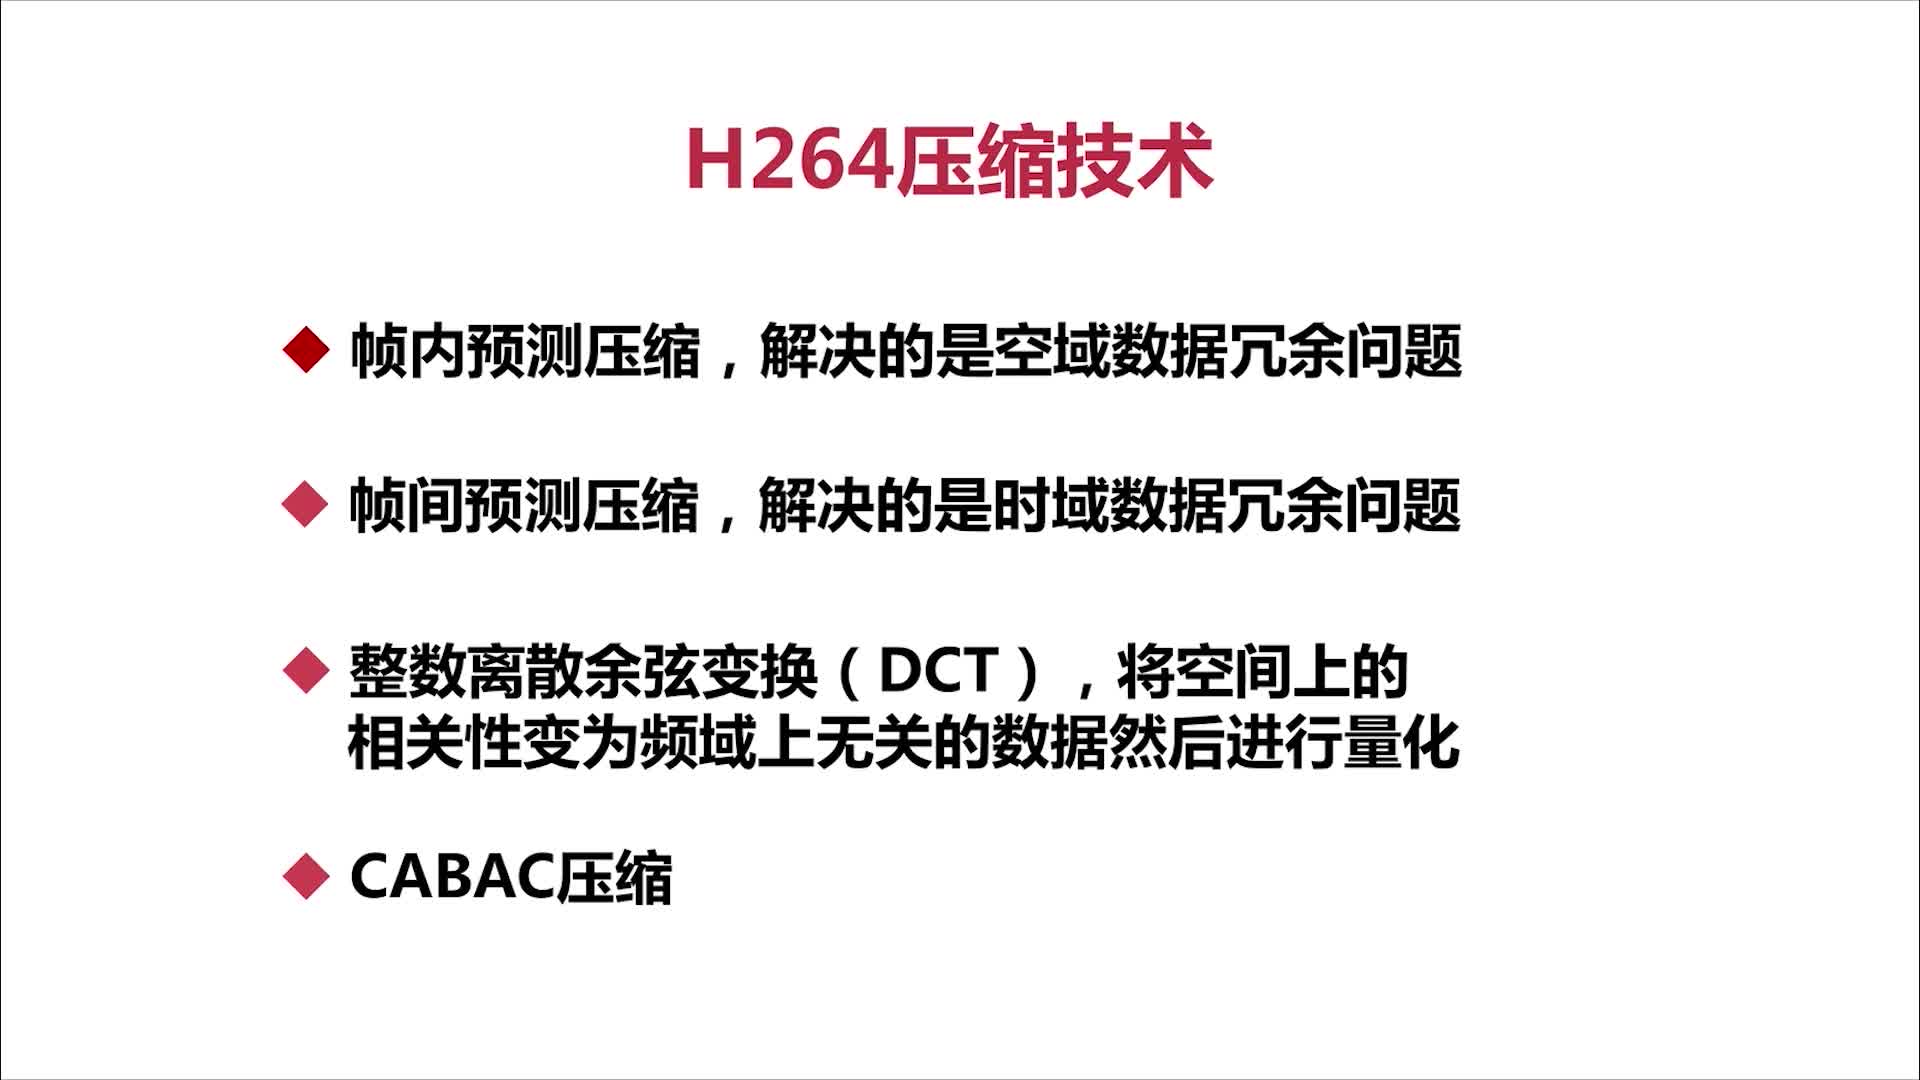 H264压缩技术
帧内预测压缩，解决的是空域数据冗余问题
帧间预测压缩，解决的是时域数据冗余问题
整数离散余弦变换（DCT），将空间上的
相关性变为频域上无关的数据然后进行量化
CABAC压缩